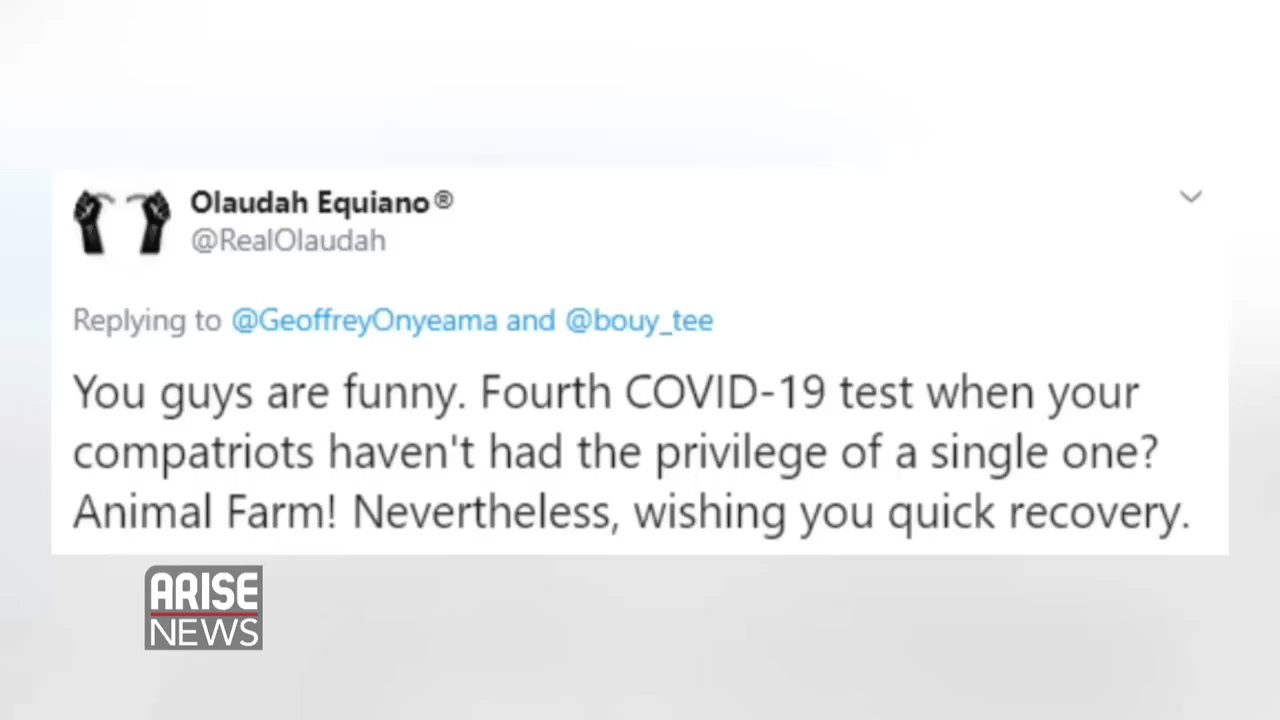 Olaudah Equiano®
@RealOlaudah
Replying to @GeoffreyOnyeama and @bouy_tee
You guys are funny. Fourth COVID-19 test when your
compatriots haven't had the privilege of a single one?
Animal Farm! Nevertheless, wishing you quick recovery.
ARISE
NEWS